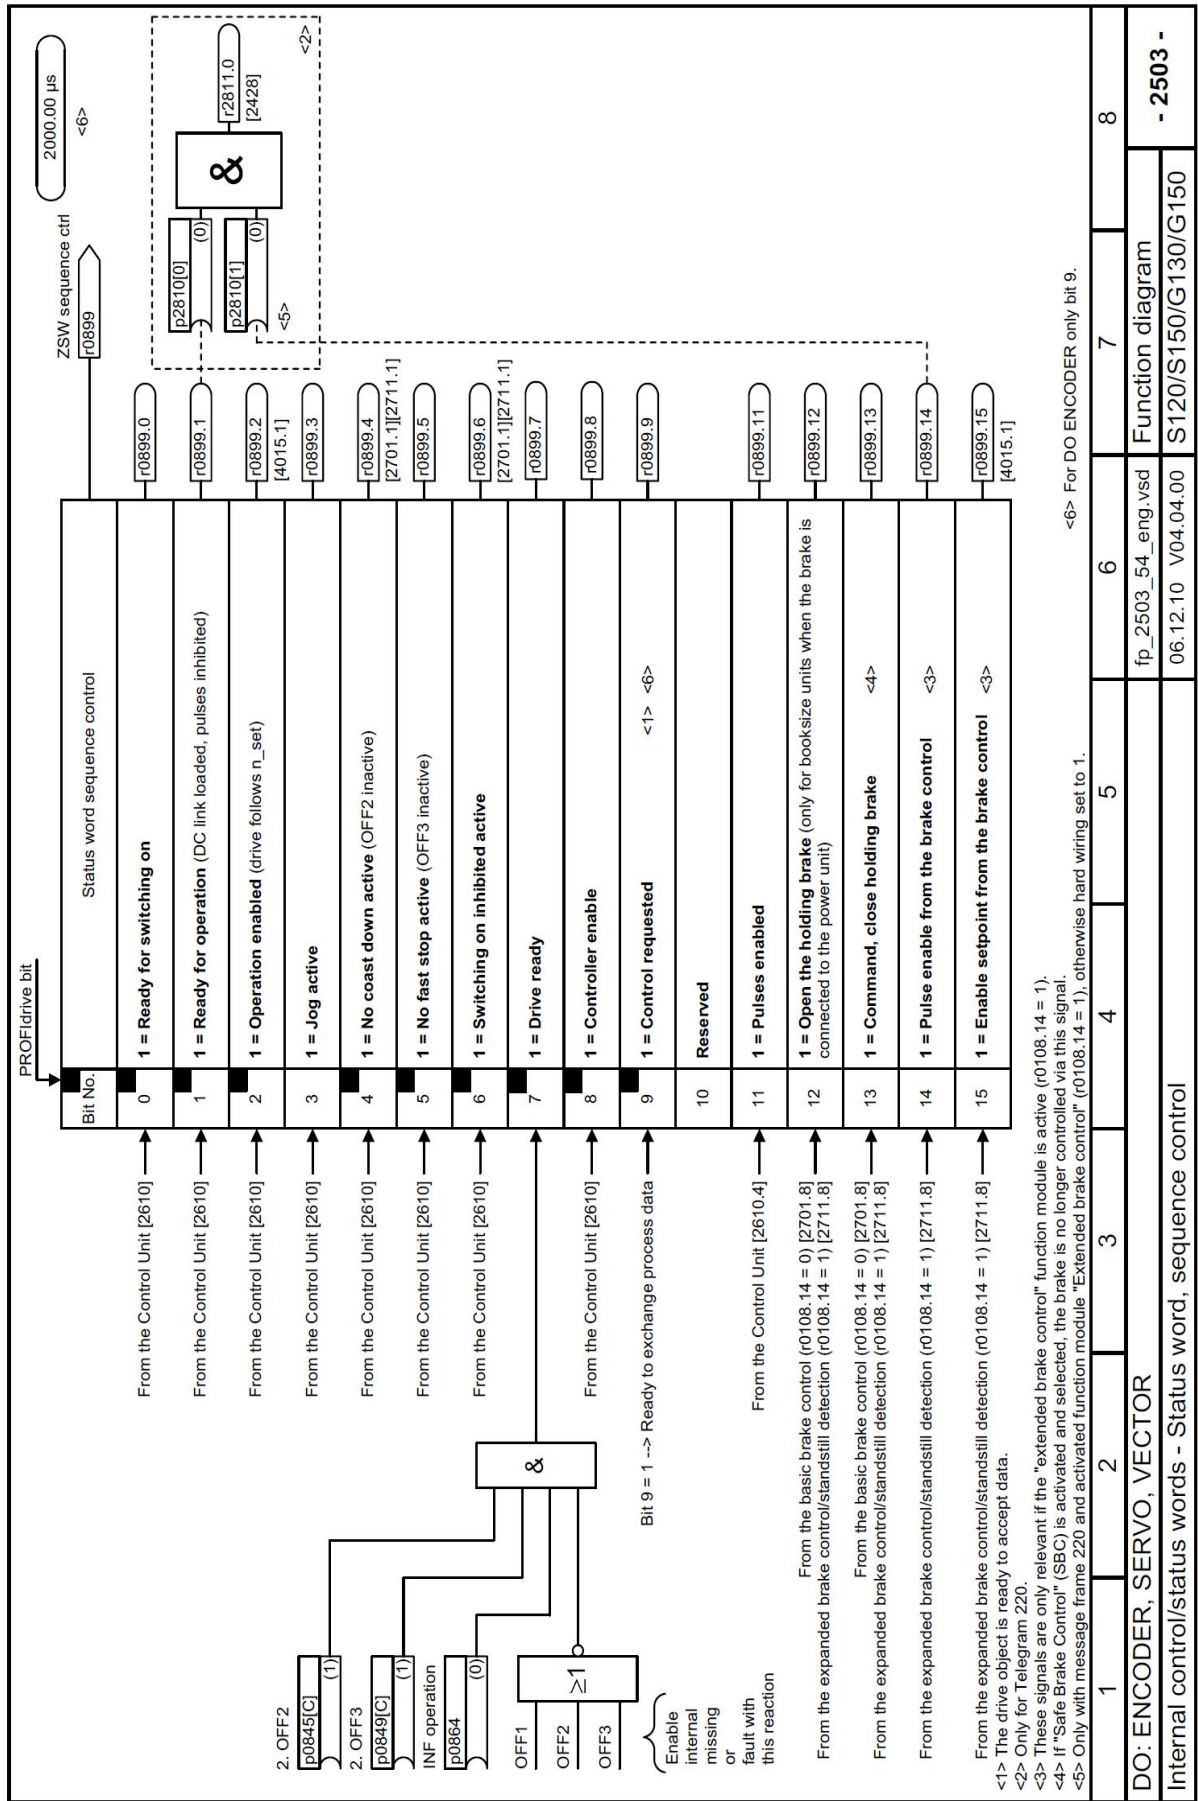 PROFIdrive bit
ZSW sequence ctrl
2000.00 µs
<6>
Bit No.
Status word sequence control
r0899
From the Control Unit [2610]
0
1 = Ready for switching on
r0899.0
From the Control Unit [2610]
1
1 = Ready for operation (DC link loaded, pulses inhibited)
r0899.1
From the Control Unit [2610]
2
1 = Operation enabled (drive follows n_set)
r0899.2
[4015.1]
From the Control Unit [2610]
3
1 = Jog active
r0899.3
From the Control Unit [2610]
4
1 = No coast down active (OFF2 inactive)
r0899.4
[2701.1][2711.1]
From the Control Unit [2610]
5
1 = No fast stop active (OFF3 inactive)
r0899.5
From the Control Unit [2610]
6
1 = Switching on inhibited active
r0899.6
[2701.1][2711.1]
7
1 = Drive ready
r0899.7
From the Control Unit [2610]
8
1 = Controller enable
r0899.8
Bit 9 = 1 --> Ready to exchange process data
9
1 = Control requested
<1> <6>
r0899.9
10
Reserved
From the Control Unit [2610.4]
11
1 = Pulses enabled
r0899.11
From the basic brake control (r0108.14 = 0) [2701.8]
From the expanded brake control/standstill detection (r0108.14 = 1) [2711.8]
12
1 = Open the holding brake (only for booksize units when the brake is
connected to the power unit)
r0899.12
From the basic brake control (r0108.14 = 0) [2701.8]
From the expanded brake control/standstill detection (r0108.14 = 1) [2711.8]
13
1 = Command, close holding brake
<4>
r0899.13
From the expanded brake control/standstill detection (r0108.14 = 1) [2711.8]
14
1 = Pulse enable from the brake control
<3>
r0899.14
From the expanded brake control/standstill detection (r0108.14 = 1) [2711.8]
15
1 = Enable setpoint from the brake control
<3>
r0899.15
[4015.1]
p2810[0]
(0)
p2810[1]
(0)
<5>
&
r2811.0
[2428]
<2>
2. OFF2
p0845[C]
(1)
2. OFF3
p0849[C]
(1)
INF operation
p0864
(0)
&
OFF1
OFF2
OFF3
≥1
Enable
internal
missing
or
fault with
this reaction
<1> The drive object is ready to accept data.
<2> Only for Telegram 220.
<3> These signals are only relevant if the "extended brake control" function module is active (r0108.14 = 1).
<4> If "Safe Brake Control" (SBC) is activated and selected, the brake is no longer controlled via this signal.
<5> Only with message frame 220 and activated function module "Extended brake control" (r0108.14 = 1), otherwise hard wiring set to 1.
<6> For DO ENCODER only bit 9.
1 2 3 4 5 6 7 8
DO: ENCODER, SERVO, VECTOR
fp_2503_54_eng.vsd
Function diagram
- 2503 -
Internal control/status words - Status word, sequence control
06.12.10 V04.04.00
S120/S150/G130/G150